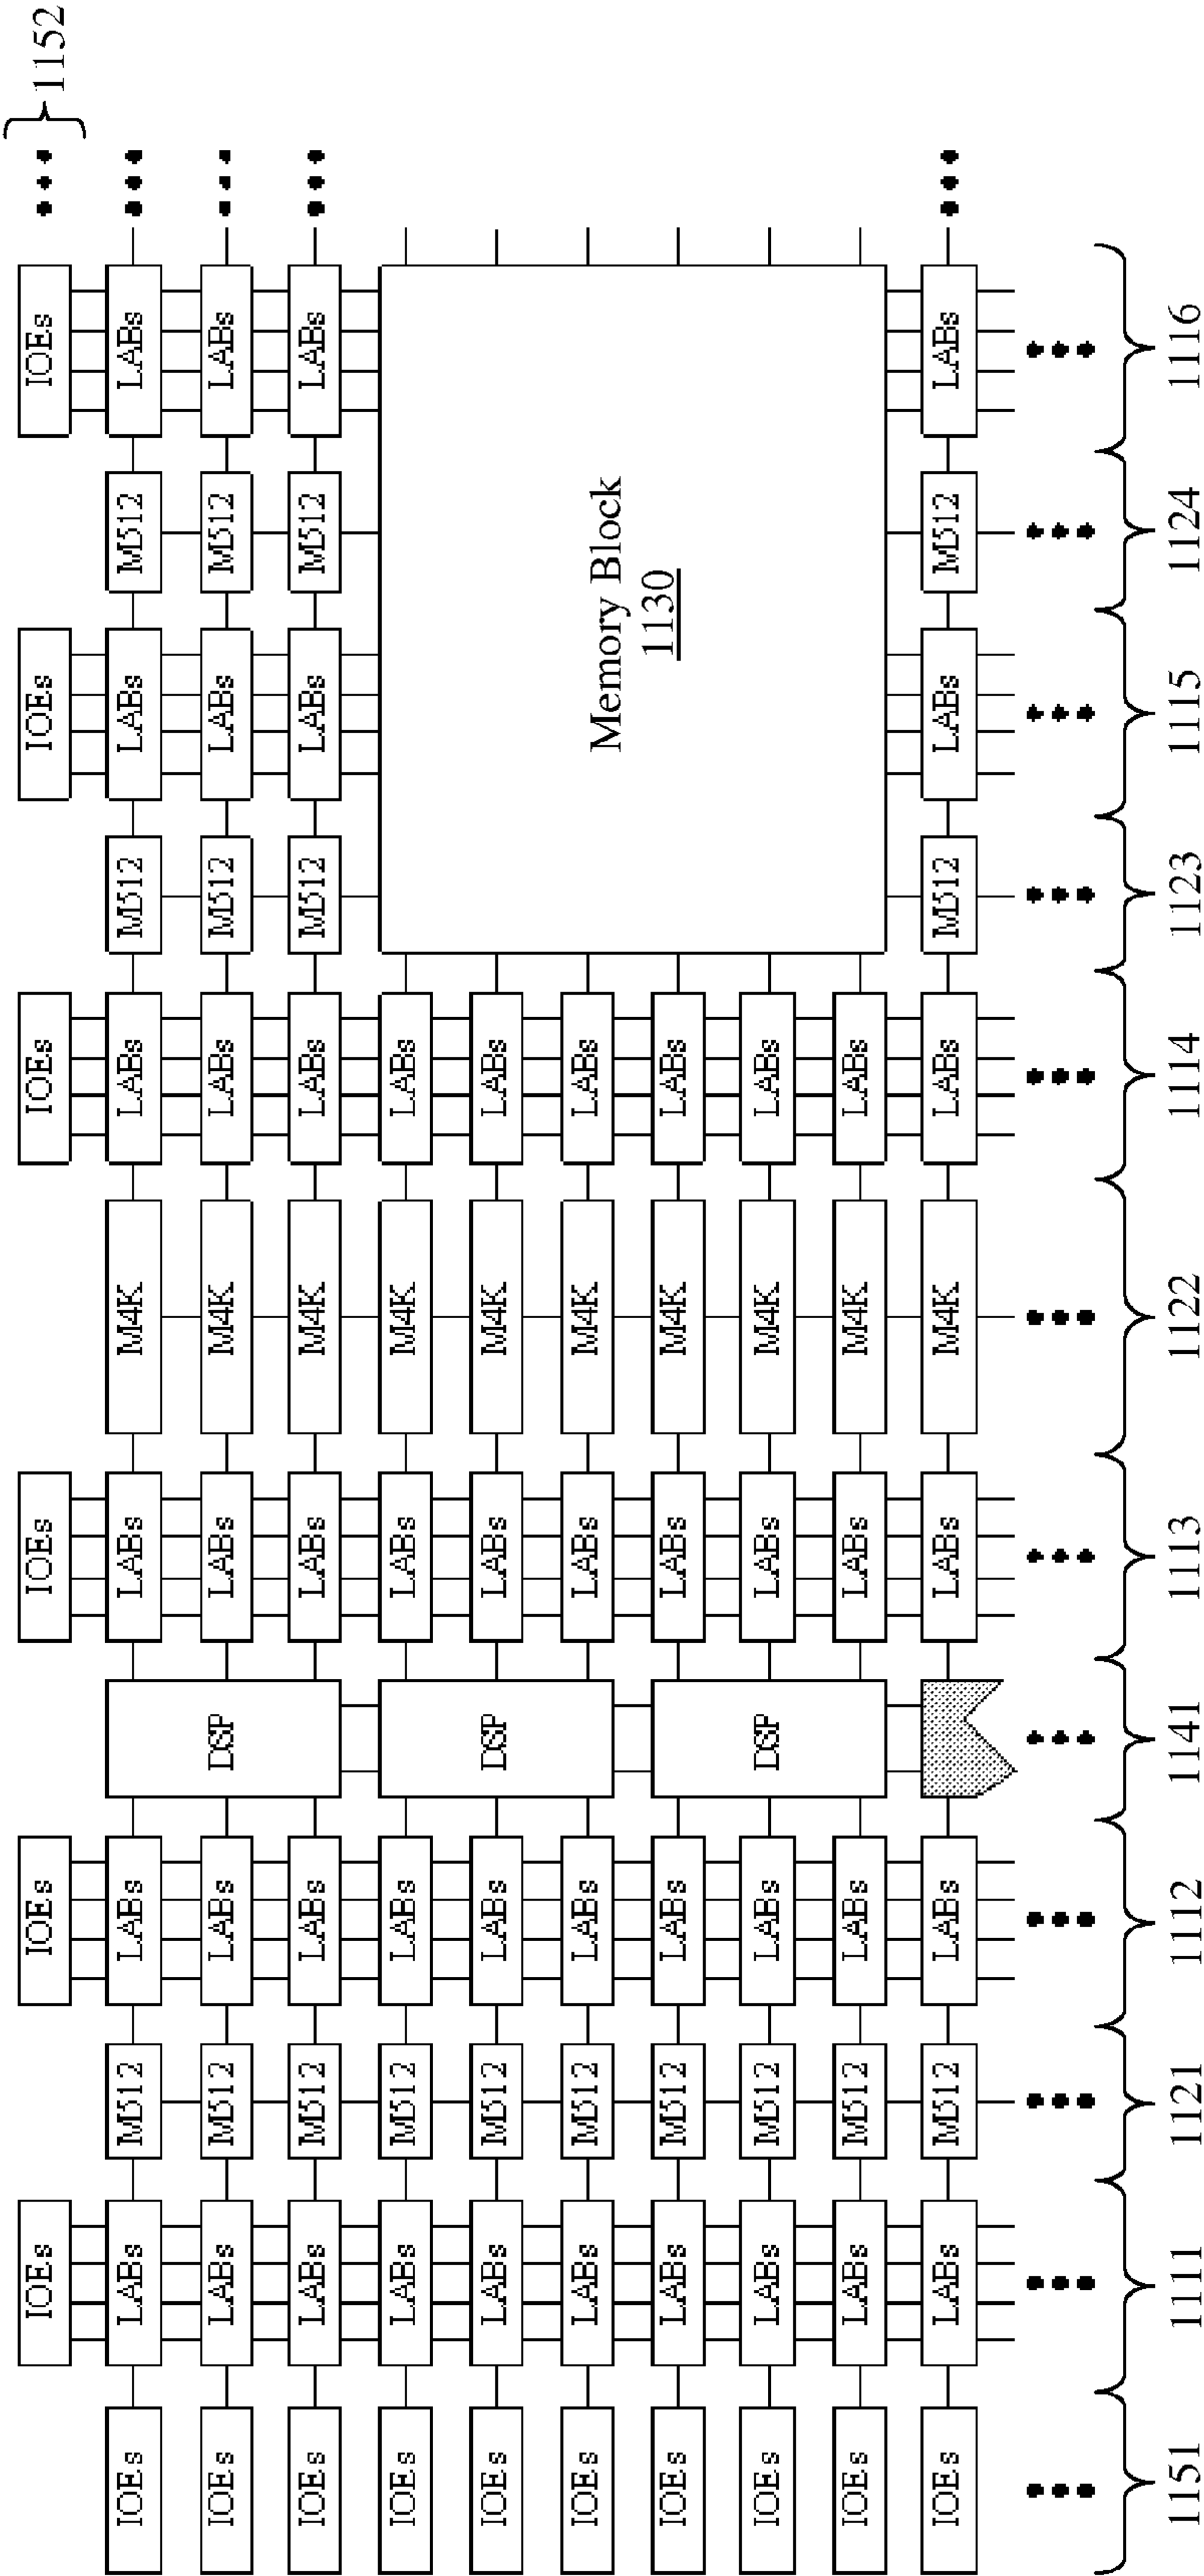 IOEs IOEs IOEs IOEs IOEs IOEs 1152
IOEs LABs M512 LABs LABs M4K LABs M512 LABs M512 LABs
IOEs LABs M512 LABs DSP LABs M4K LABs M512 LABs M512 LABs
IOEs LABs M512 LABs LABs M4K LABs M512 LABs M512 LABs
IOEs LABs M512 LABs LABs M4K LABs
IOEs LABs M512 LABs DSP LABs M4K LABs
IOEs LABs M512 LABs LABs M4K LABs Memory Block
IOEs LABs M512 LABs LABs M4K LABs 1130
IOEs LABs M512 LABs DSP LABs M4K LABs
IOEs LABs M512 LABs LABs M4K LABs
IOEs LABs M512 LABs LABs M4K LABs M512 LABs M512 LABs
1151 1111 1121 1112 1141 1113 1122 1114 1123 1115 1124 1116